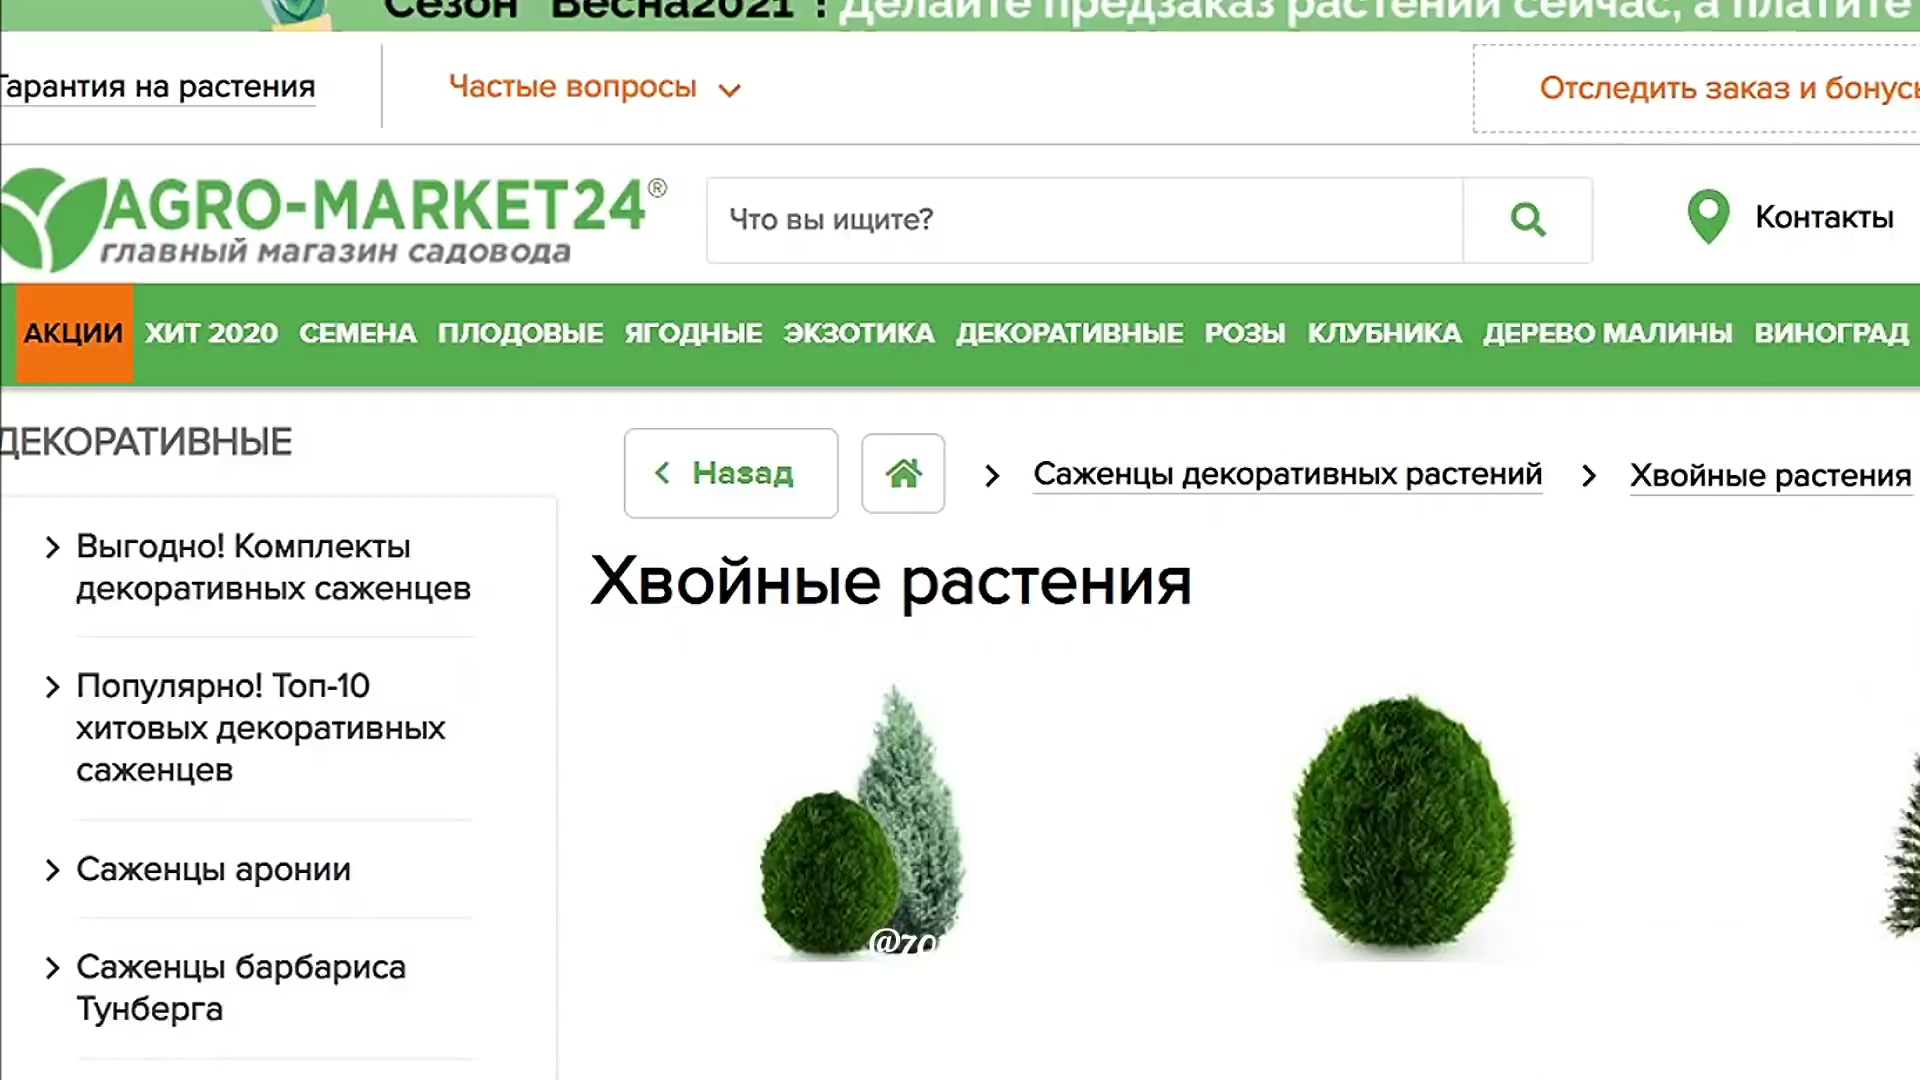 Сезон "Весна2021"! Делайте предзаказ растений сейчас, а платите
Гарантия на растения
Частые вопросы
Отследить заказ и бонусы
AGRO-MARKET24®
главный магазин садовода
Что вы ищите?
Контакты
АКЦИИ ХИТ 2020 СЕМЕНА ПЛОДОВЫЕ ЯГОДНЫЕ ЭКЗОТИКА ДЕКОРАТИВНЫЕ РОЗЫ КЛУБНИКА ДЕРЕВО МАЛИНЫ ВИНОГРАД
ДЕКОРАТИВНЫЕ
Назад
Саженцы декоративных растений
Хвойные растения
Хвойные растения
Выгодно! Комплекты
декоративных саженцев
Популярно! Топ-10
хитовых декоративных
саженцев
Саженцы аронии
Саженцы барбариса
Тунберга